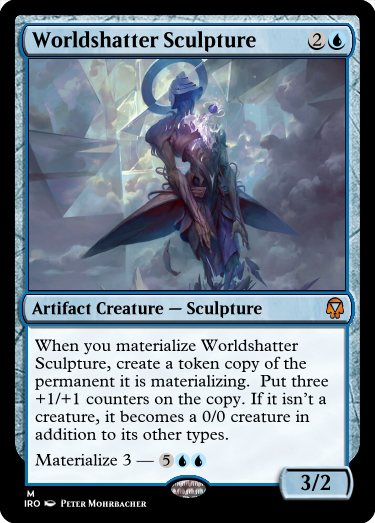 Worldshatter Sculpture 2
Artifact Creature — Sculpture
When you materialize Worldshatter
Sculpture, create a token copy of the
permanent it is materializing.  Put three
+1/+1 counters on the copy. If it isn't a
creature, it becomes a 0/0 creature in
addition to its other types.
Materialize 3 — 5
3/2
M
IRO Peter Mohrbacher